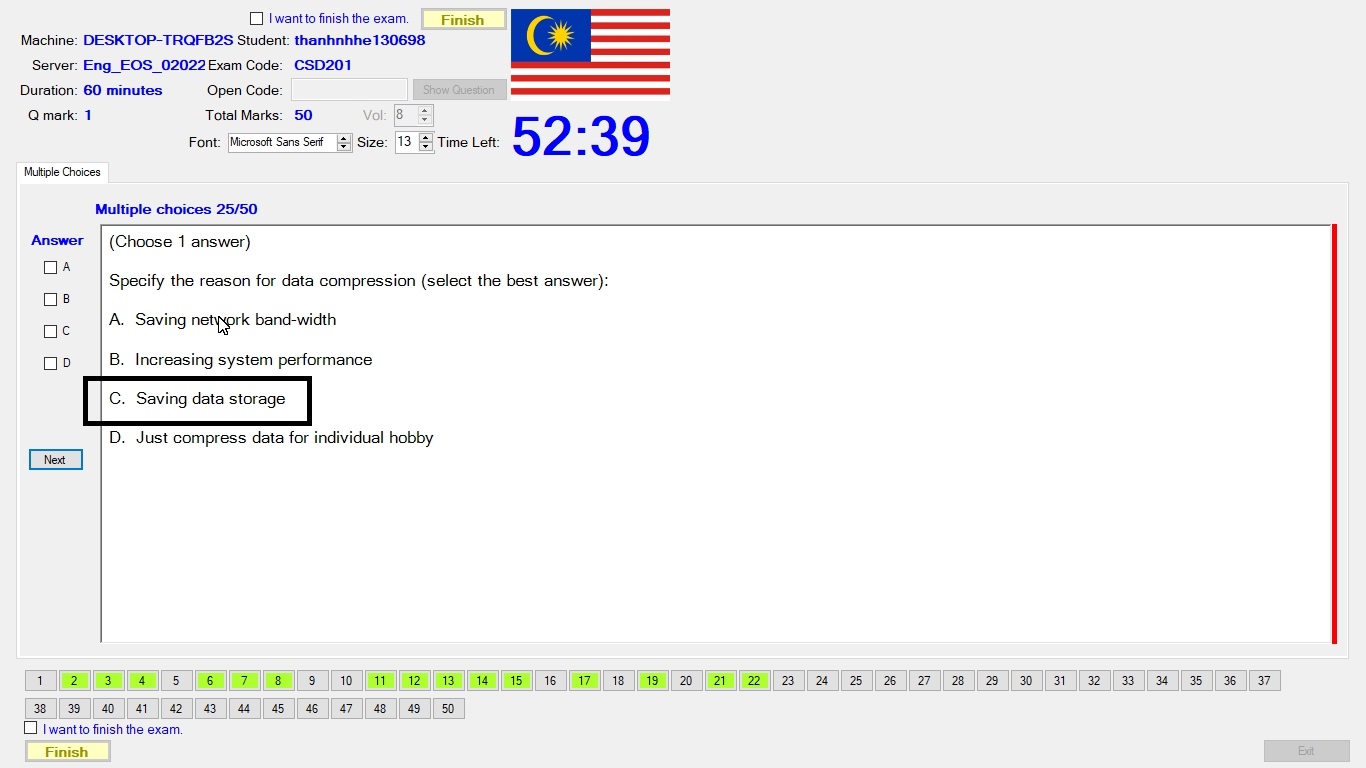 I want to finish the exam. Finish
Machine: DESKTOP-TRQFB2S Student: thanhnhhe130698
Server: Eng_EOS_02022 Exam Code: CSD201
Duration: 60 minutes Open Code: Show Question
Q mark: 1 Total Marks: 50 Vol: 8
Font: Microsoft Sans Serif Size: 13 Time Left: 52:39
Multiple Choices
Multiple choices 25/50
Answer
A
B
C
D
Next
(Choose 1 answer)
Specify the reason for data compression (select the best answer):
A. Saving network band-width
B. Increasing system performance
C. Saving data storage
D. Just compress data for individual hobby
1 2 3 4 5 6 7 8 9 10 11 12 13 14 15 16 17 18 19 20 21 22 23 24 25 26 27 28 29 30 31 32 33 34 35 36 37
38 39 40 41 42 43 44 45 46 47 48 49 50
I want to finish the exam.
Finish Exit